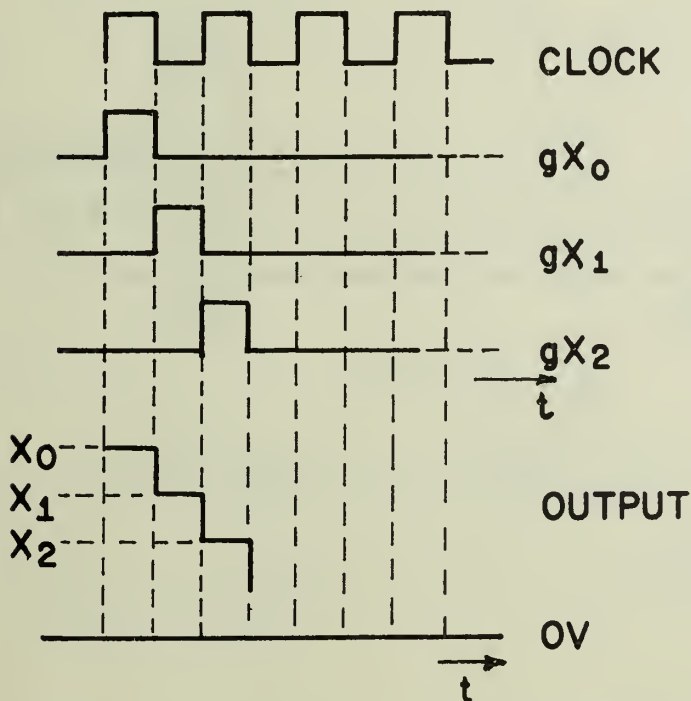 CLOCK
gX₀
gX₁
gX₂
t
X₀
X₁
OUTPUT
X₂
OV
t